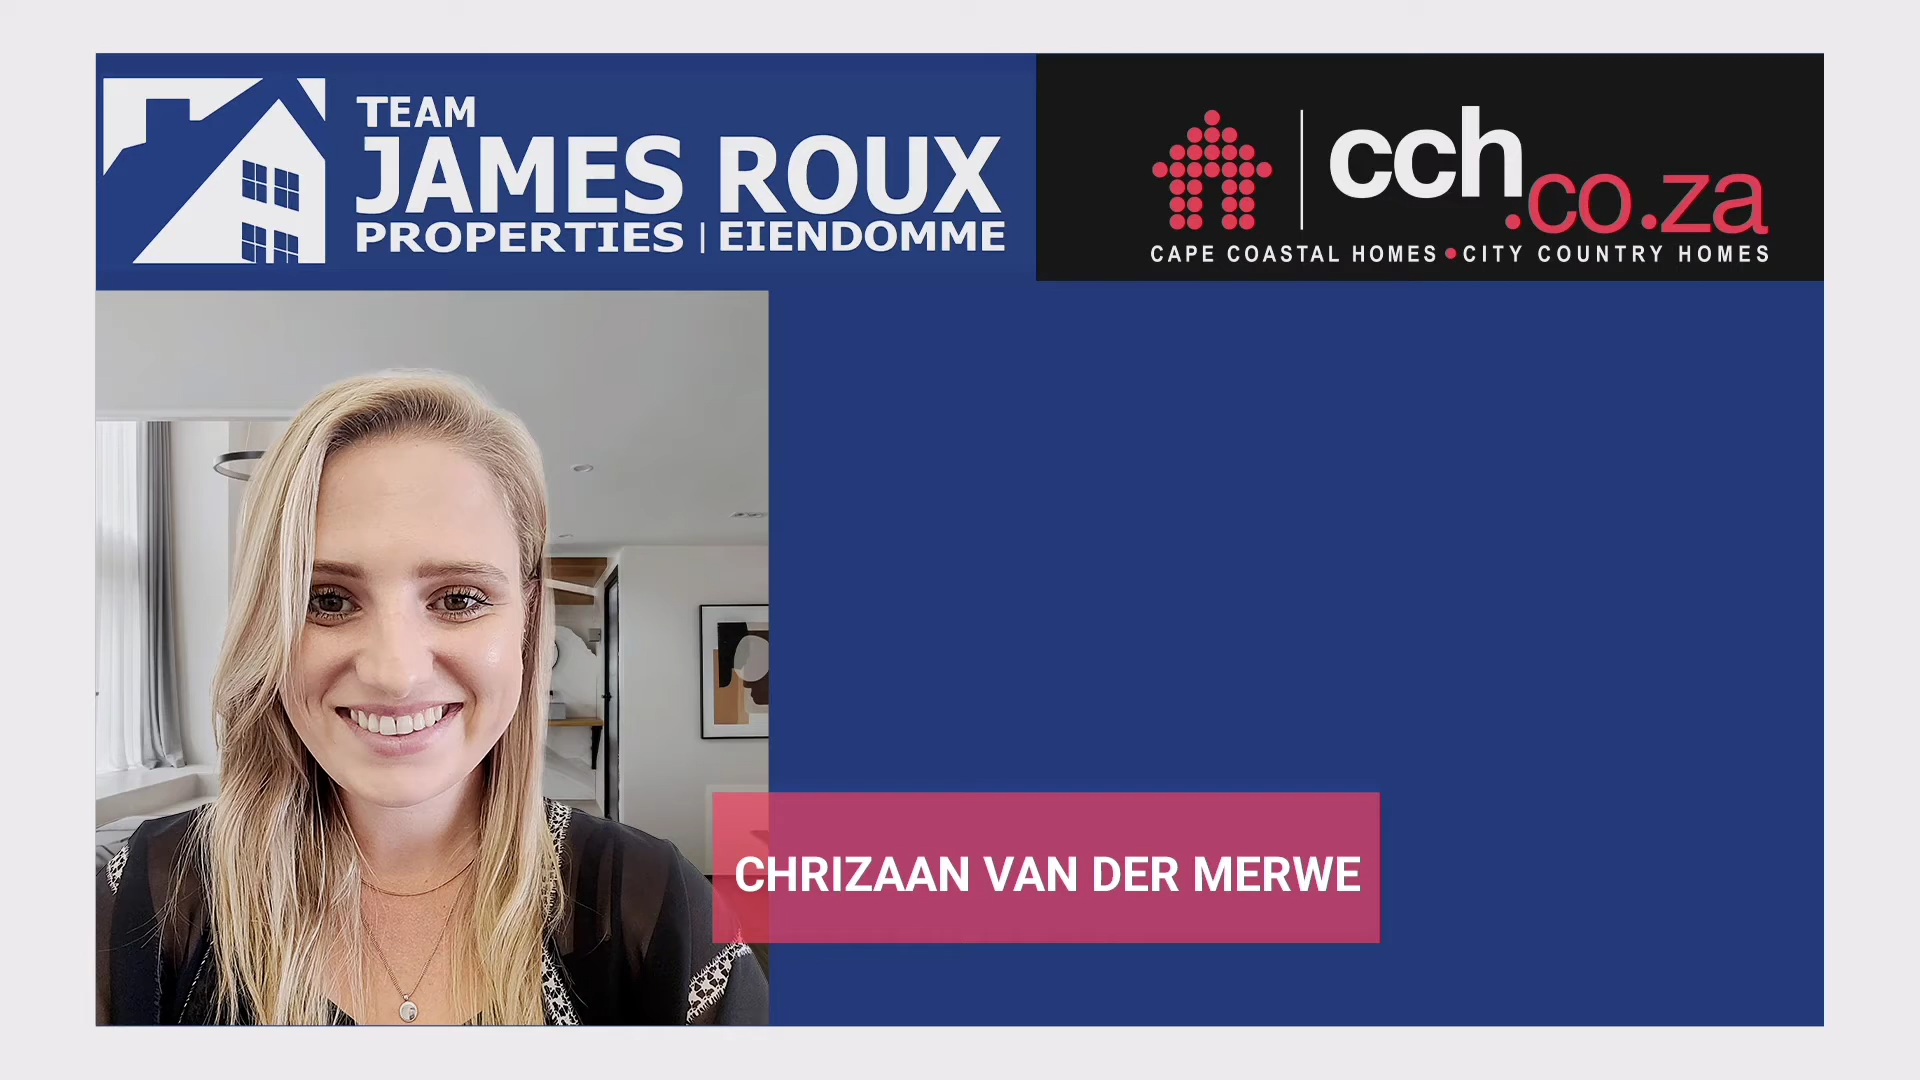 TEAM
JAMES ROUX
PROPERTIES | EIENDOMME
cch.co.za
CAPE COASTAL HOMES • CITY COUNTRY HOMES
CHRIZAAN VAN DER MERWE